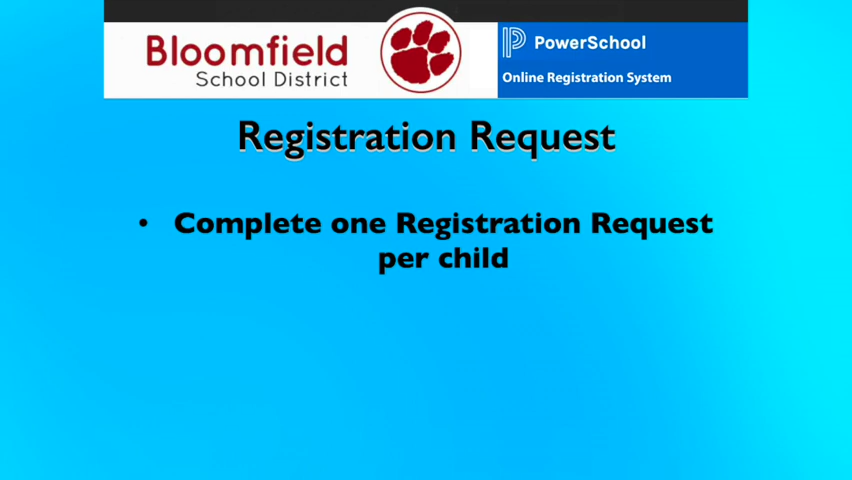 Bloomfield
School District
PowerSchool
Online Registration System
Registration Request
• Complete one Registration Request
per child